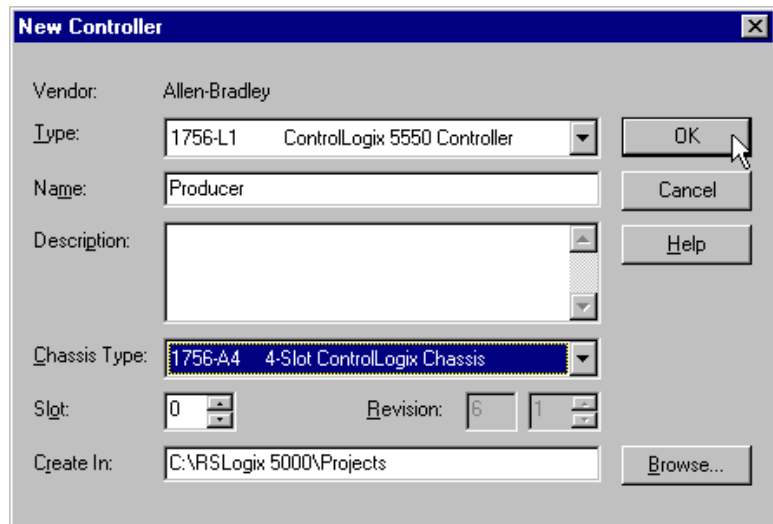 New Controller
Vendor: Allen-Bradley
Type: 1756-L1 ControlLogix 5550 Controller OK
Name: Producer Cancel
Description: Help
Chassis Type: 1756-A4 4-Slot ControlLogix Chassis
Slot: 0 Revision: 6 1
Create In: C:\RSLogix 5000\Projects Browse...